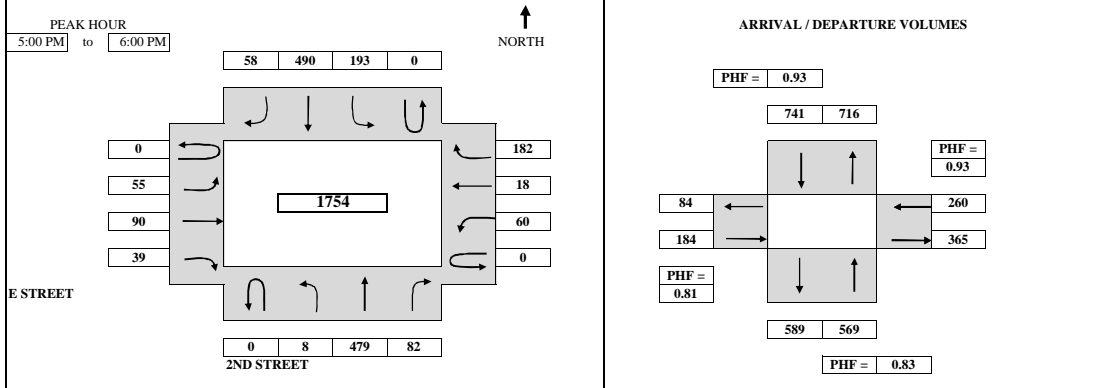 PEAK HOUR
5:00 PM to 6:00 PM
NORTH
58 490 193 0
0 182
55 18
1754
90 60
39 0
E STREET
0 8 479 82
2ND STREET
ARRIVAL / DEPARTURE VOLUMES
PHF = 0.93
741 716
PHF =
0.93
84 260
184 365
PHF =
0.81
589 569
PHF = 0.83